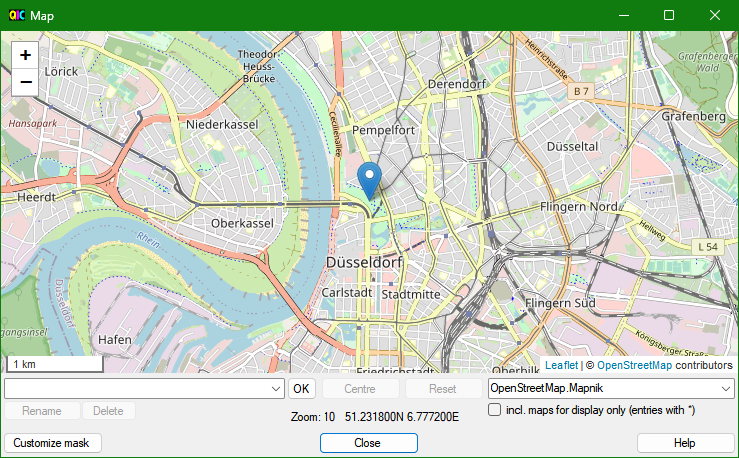 QIC Map
+
−
Lörick
Theodor-
Heuss-
Brücke
Heinrichstraße
Grafenberger
Wald
Derendorf
B 7
Hansapark
Niederkassel
Cecilienallee
Pempelfort
Grafenberg
Düsseltal
Heerdt
Oberkassel
Flingern Nord
Hellweg
L 54
Rhein
Düsseldorf
Düsseldorf
Carlstadt
Stadtmitte
Flingern Süd
Hafen
Königsberger Straße
Friedrichstadt
Oberbilk
1 km
Leaflet | © OpenStreetMap contributors
OK
Centre
Reset
OpenStreetMap.Mapnik
Rename
Delete
Zoom: 10 51.231800N 6.777200E
incl. maps for display only (entries with *)
Customize mask
Close
Help